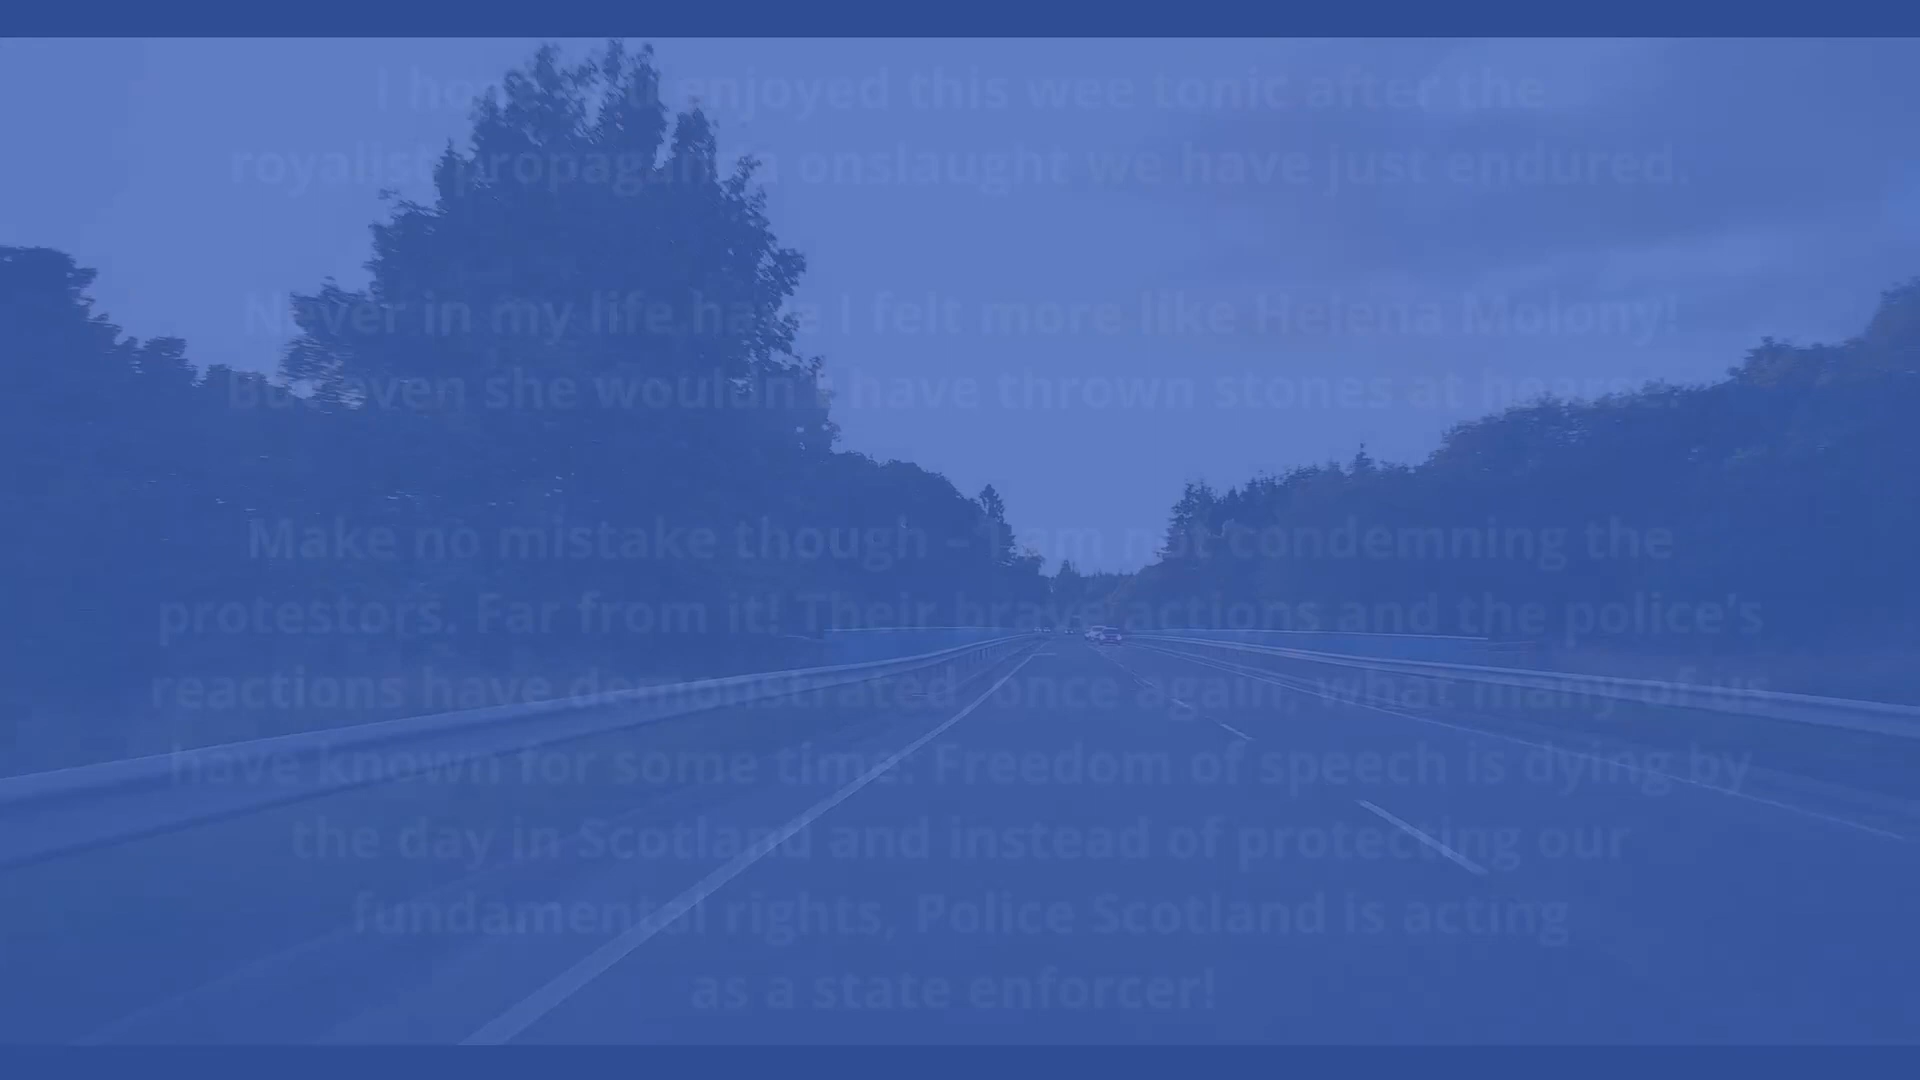 I hope you enjoyed this wee tonic after the
royalist propaganda onslaught we have just endured.
Never in my life have I felt more like Helena Molony!
But even she wouldn't have thrown stones at hearse!
Make no mistake though – I am not condemning the
protestors. Far from it! Their brave actions and the police's
reactions have demonstrated once again, what many of us
have known for some time: Freedom of speech is dying by
the day in Scotland and instead of protecting our
fundamental rights, Police Scotland is acting
as a state enforcer!